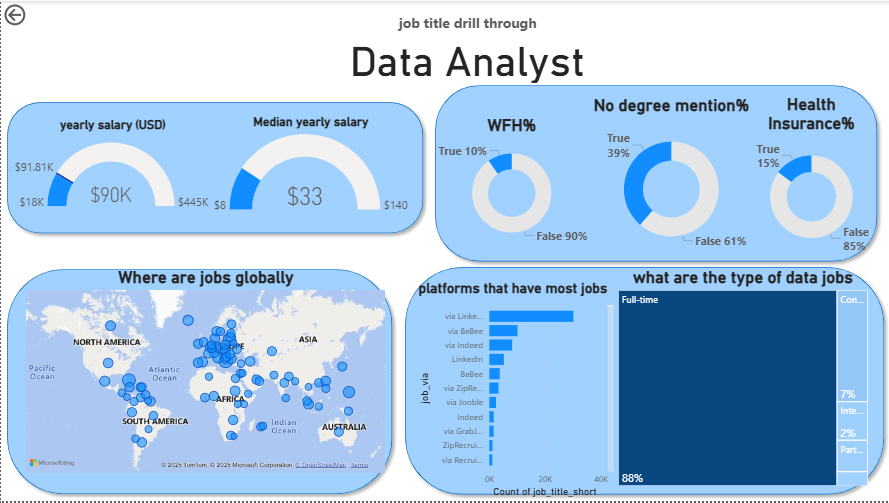 job title drill through
Data Analyst
yearly salary (USD)
$91.81K
$18K
$90K
$445K
Median yearly salary
$8
$33
$140
WFH%
True 10%
False 90%
No degree mention%
True
39%
False 61%
Health
Insurance%
True
15%
False
85%
Where are jobs globally
NORTH AMERICA
ASIA
Pacific
Ocean
Atlantic
Ocean
AFRICA
SOUTH AMERICA
Indian
Ocean
AUSTRALIA
Microsoft Bing
© 2025 TomTom, © 2025 Microsoft Corporation, © OpenStreetMap Terms
platforms that have most jobs
job_via
via Linke...
via BeBee
via Indeed
LinkedIn
BeBee
via ZipRe...
via Jooble
Indeed
via GrabJ...
ZipRecrui...
via Recrui...
0K
20K
40K
Count of job_title_short
what are the type of data jobs
Full-time
88%
Con...
7%
Inte...
2%
Part...